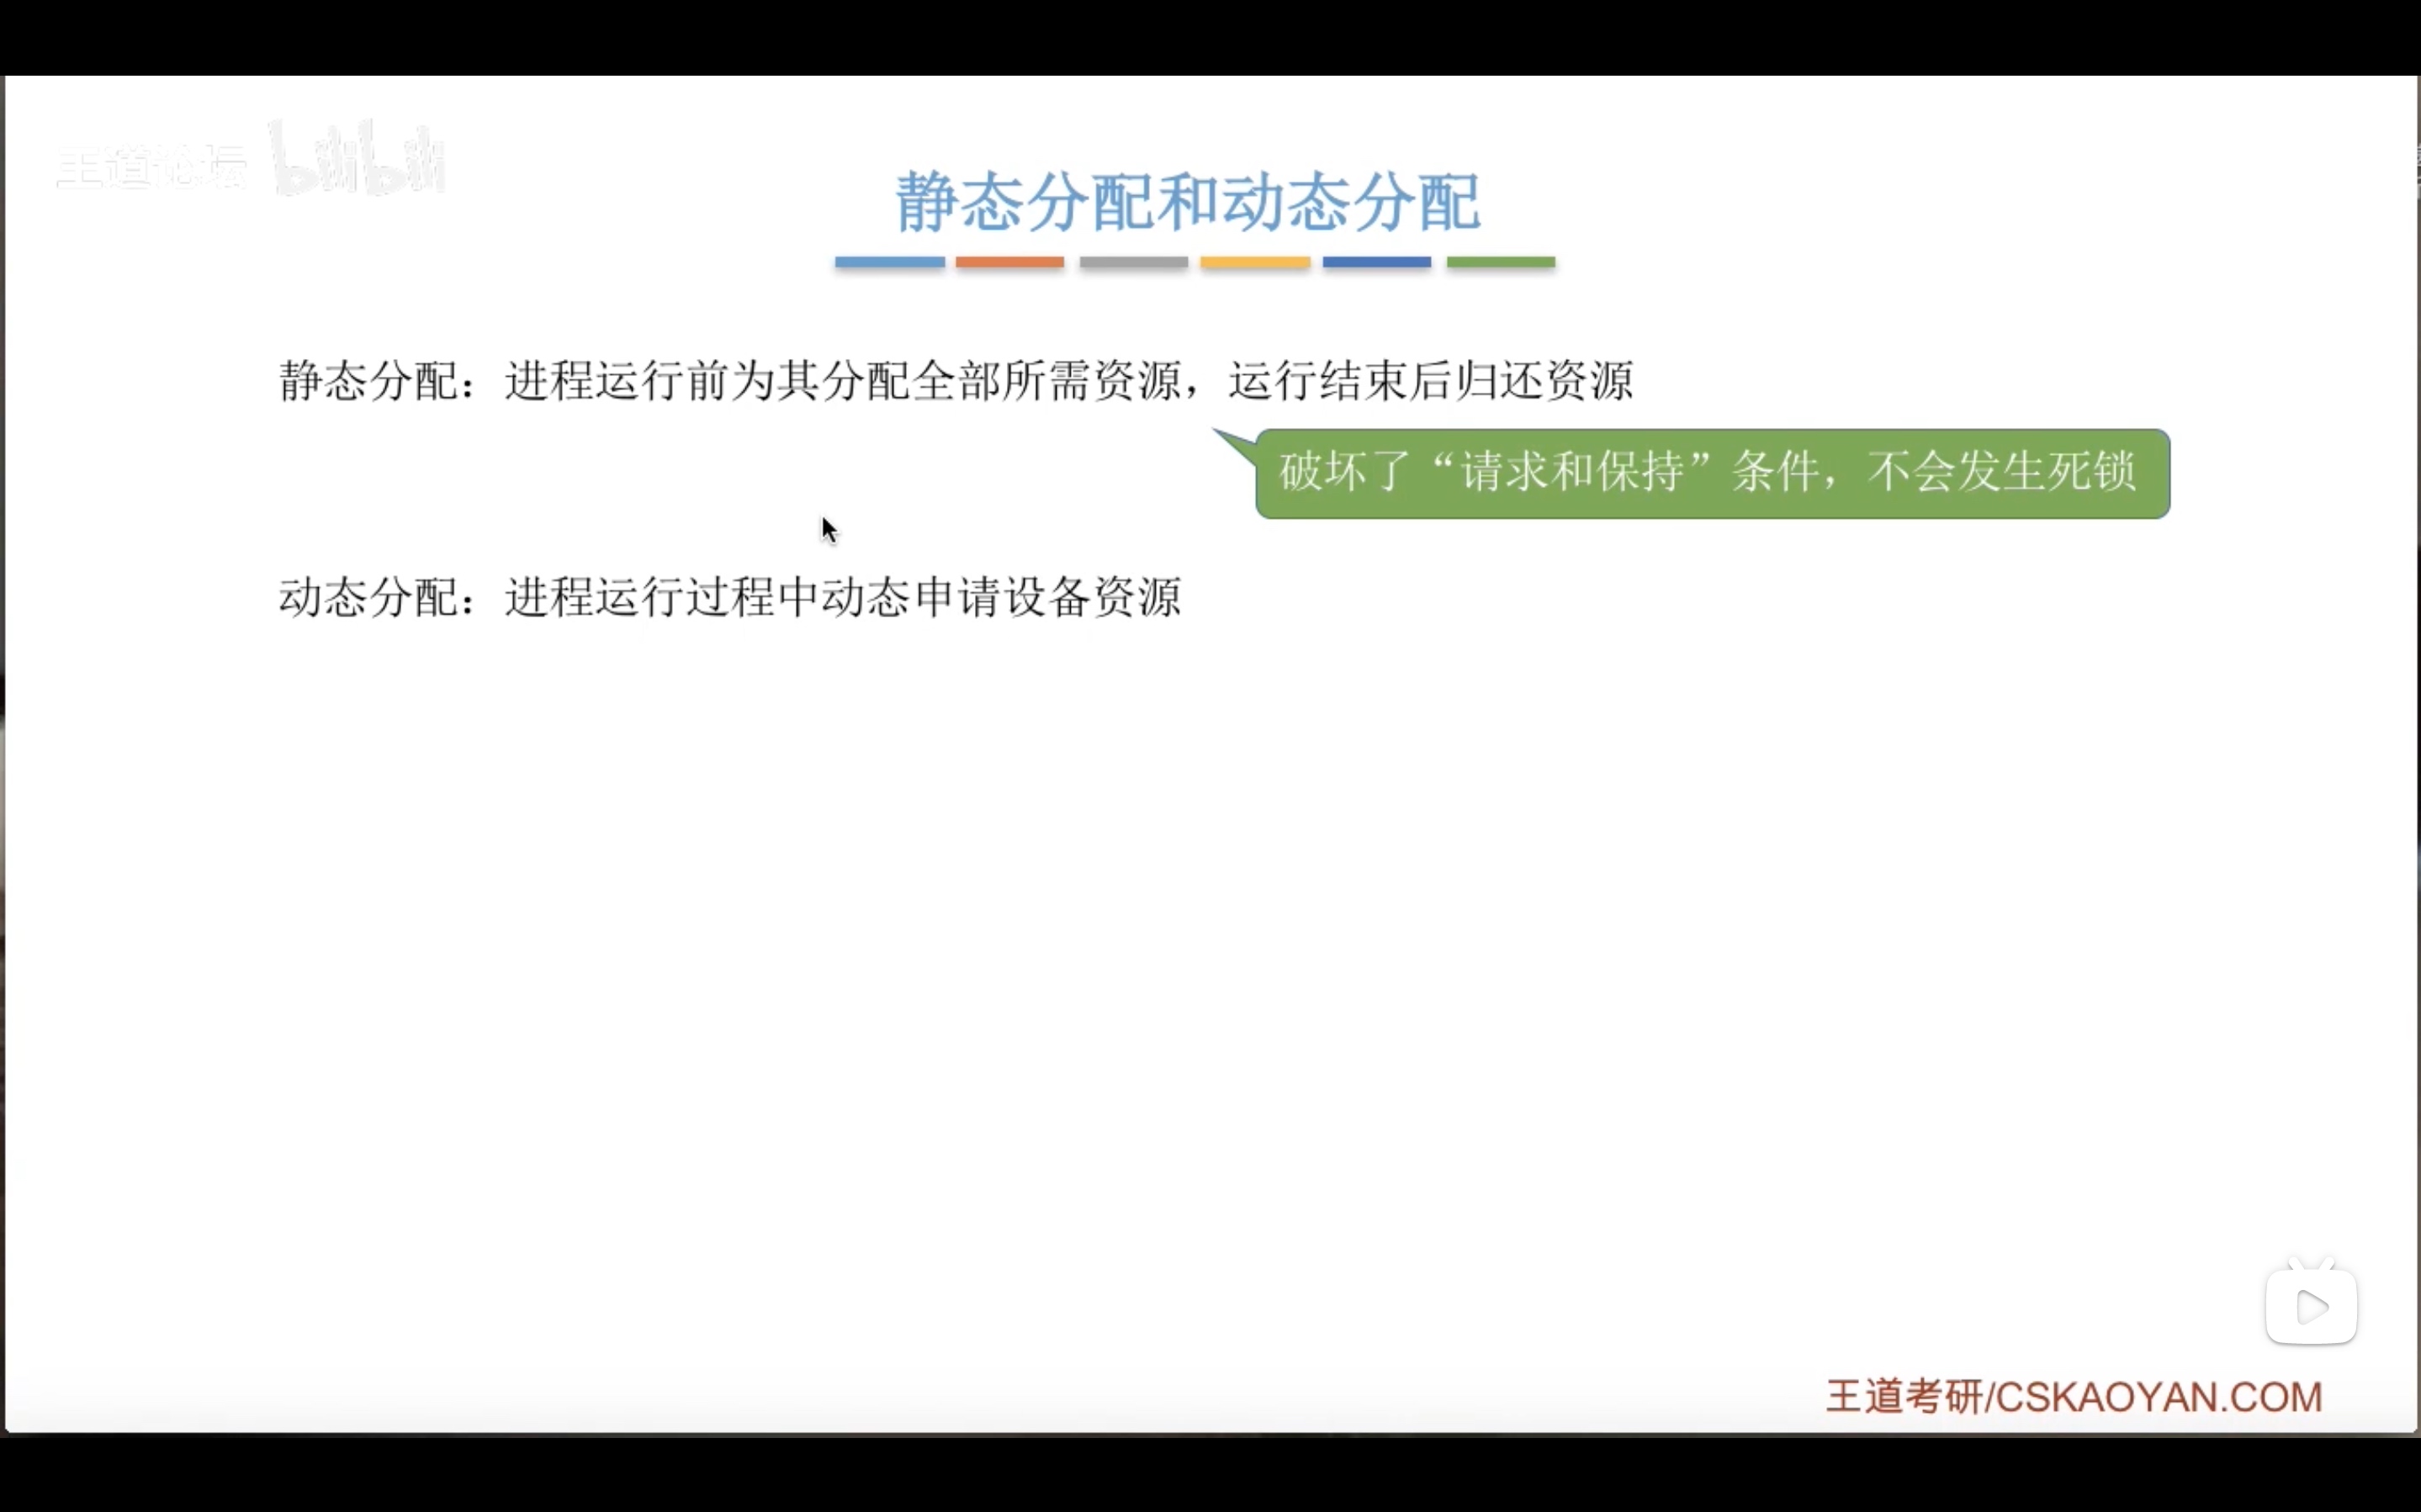 王道论坛 bilibili
静态分配和动态分配
静态分配：进程运行前为其分配全部所需资源，运行结束后归还资源
破坏了“请求和保持”条件，不会发生死锁
动态分配：进程运行过程中动态申请设备资源
王道考研/CSKAOYAN.COM